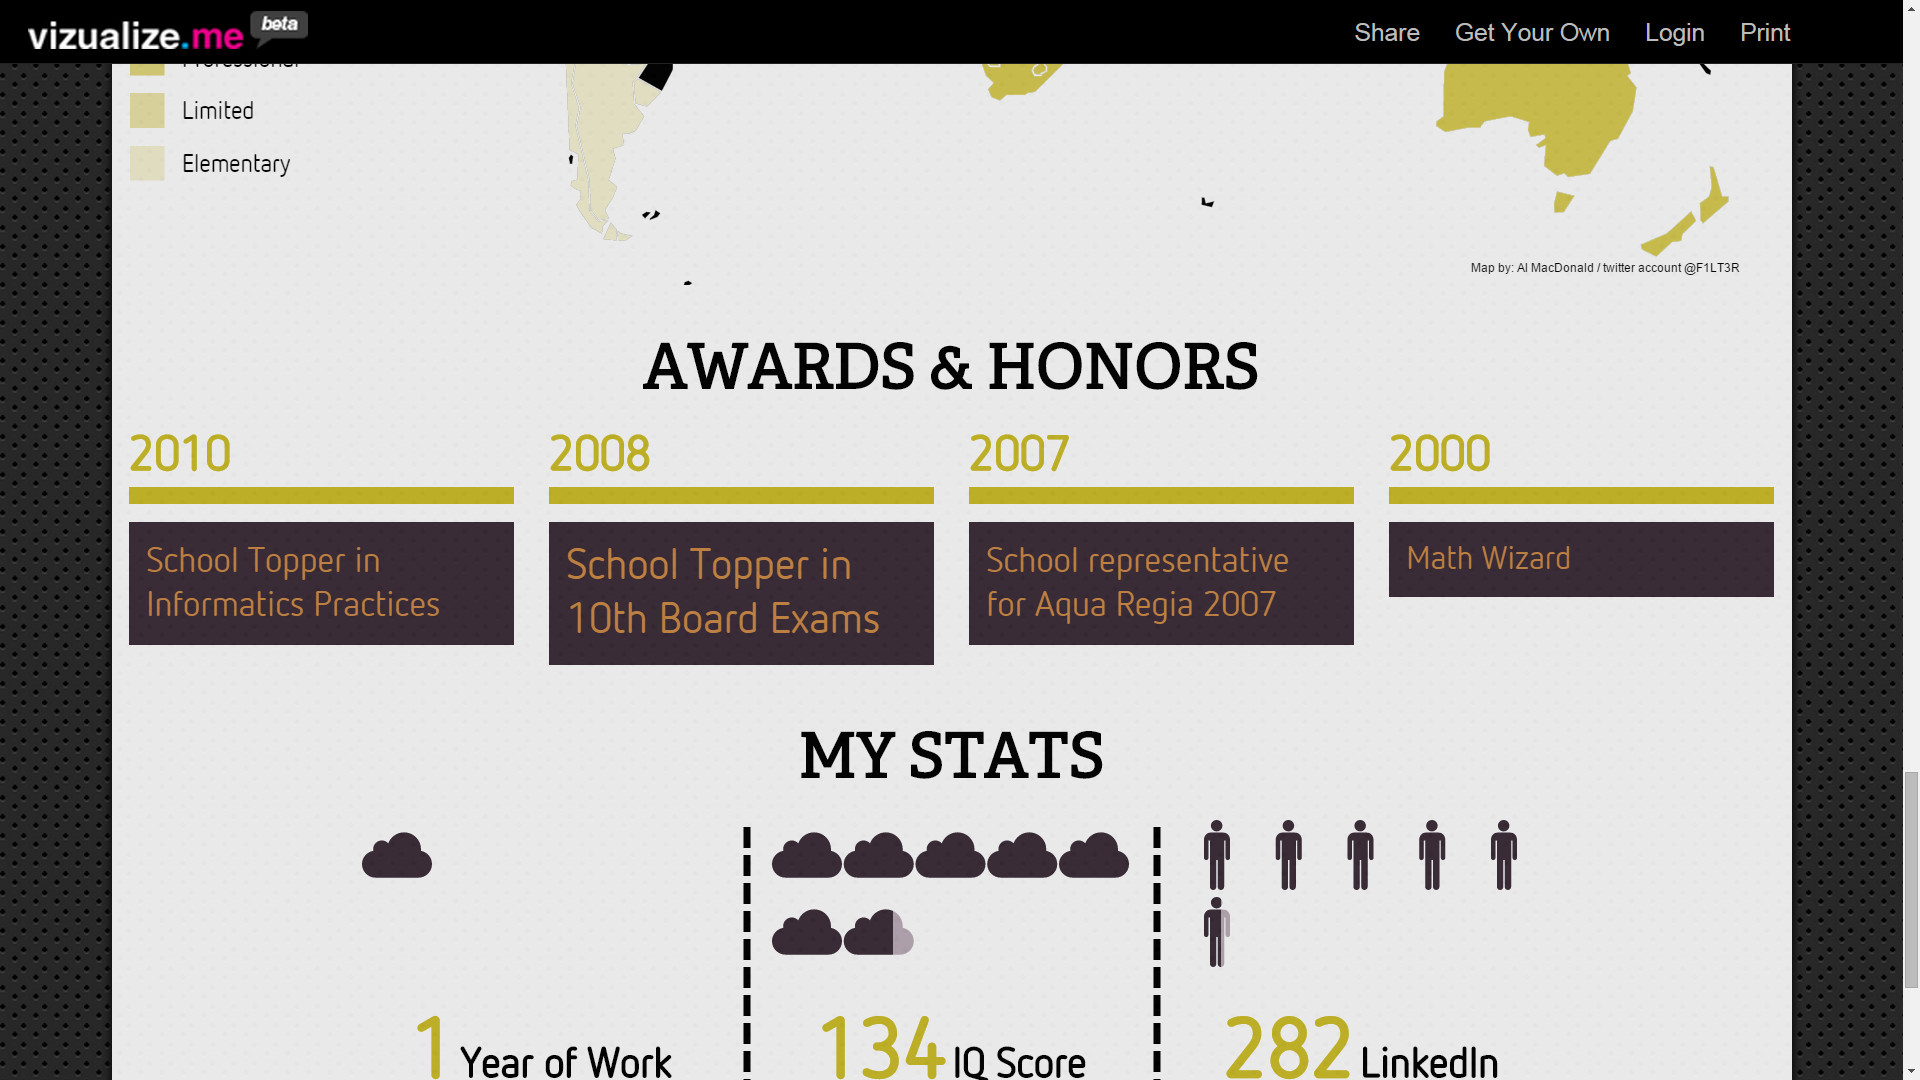 vizualize.me beta
Share Get Your Own Login Print
Professional
Limited
Elementary
Map by: Al MacDonald / twitter account @F1LT3R
AWARDS & HONORS
2010
School Topper in
Informatics Practices
2008
School Topper in
10th Board Exams
2007
School representative
for Aqua Regia 2007
2000
Math Wizard
MY STATS
1 Year of Work
134 IQ Score
282 LinkedIn